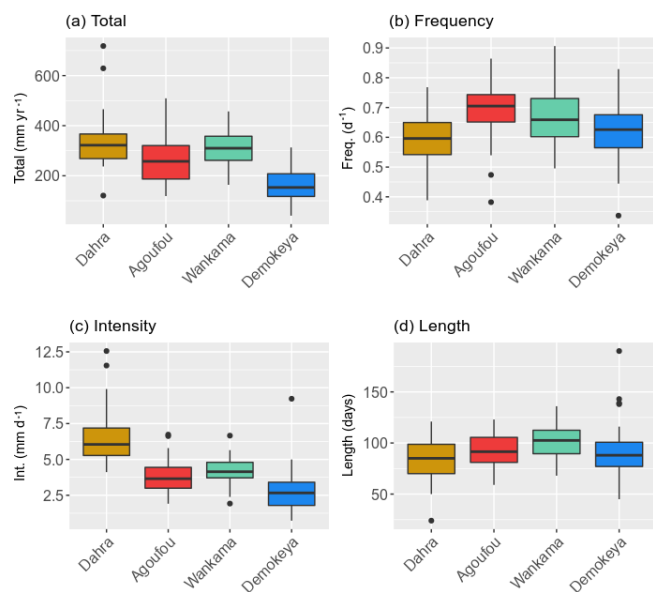 (a) Total
Total (mm yr⁻¹)
600
400
200
Dahra
Agoufou
Wankama
Demokeya
(b) Frequency
Freq. (d⁻¹)
0.9
0.8
0.7
0.6
0.5
0.4
Dahra
Agoufou
Wankama
Demokeya
(c) Intensity
Int. (mm d⁻¹)
12.5
10.0
7.5
5.0
2.5
Dahra
Agoufou
Wankama
Demokeya
(d) Length
Length (days)
150
100
50
Dahra
Agoufou
Wankama
Demokeya